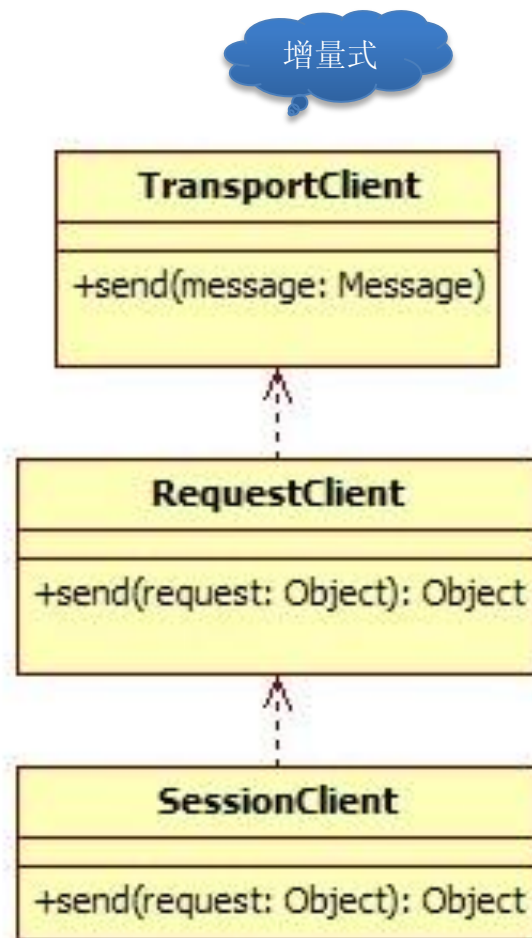 增量式
TransportClient
+send(message: Message)
RequestClient
+send(request: Object): Object
SessionClient
+send(request: Object): Object